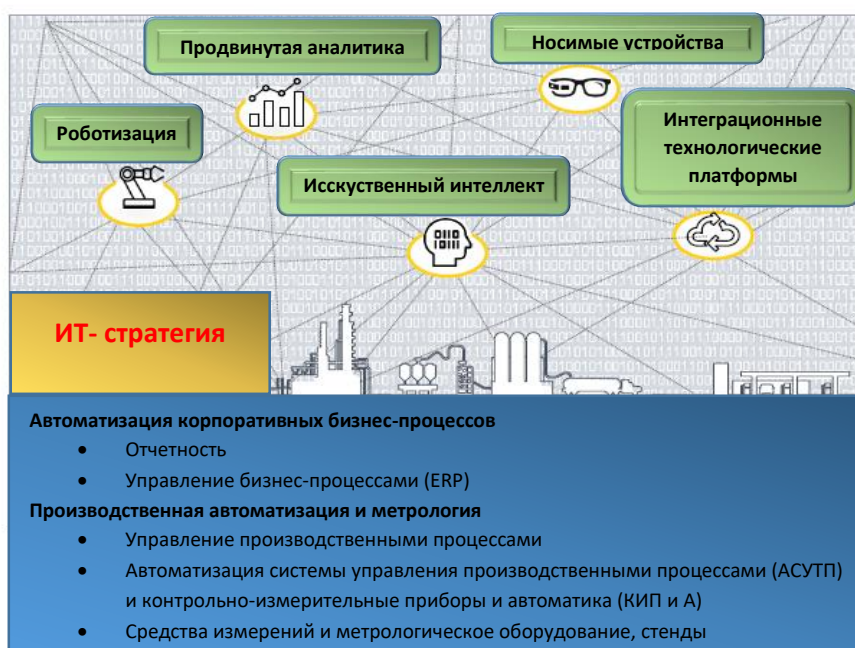 Продвинутая аналитика
Носимые устройства
Роботизация
Интеграционные
технологические
платформы
Исскуственный интеллект
ИТ- стратегия
Автоматизация корпоративных бизнес-процессов
• Отчетность
• Управление бизнес-процессами (ERP)
Производственная автоматизация и метрология
• Управление производственными процессами
• Автоматизация системы управления производственными процессами (АСУТП)
и контрольно-измерительные приборы и автоматика (КИП и А)
• Средства измерений и метрологическое оборудование, стенды